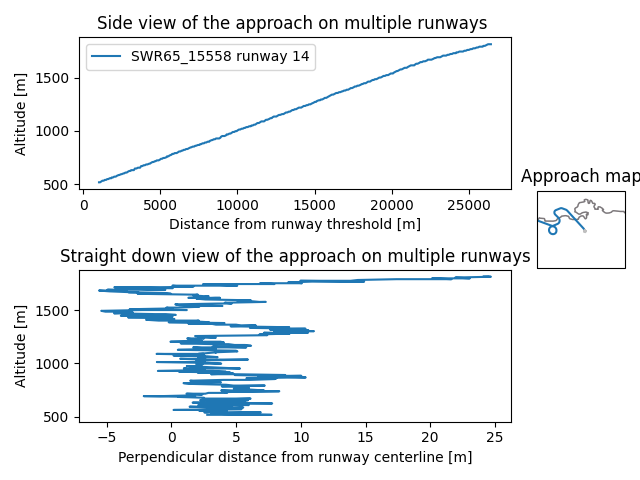 Side view of the approach on multiple runways
SWR65_15558 runway 14
Altitude [m]
1500
1000
500
0 5000 10000 15000 20000 25000
Distance from runway threshold [m]
Approach map
Straight down view of the approach on multiple runways
Altitude [m]
1500
1000
500
−5 0 5 10 15 20 25
Perpendicular distance from runway centerline [m]